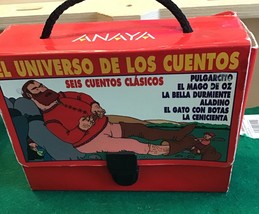 ANAYA
EL UNIVERSO DE LOS CUENTOS
SEIS CUENTOS CLÁSICOS
PULGARCITO
EL MAGO DE OZ
LA BELLA DURMIENTE
ALADINO
EL GATO CON BOTAS
LA CENICIENTA